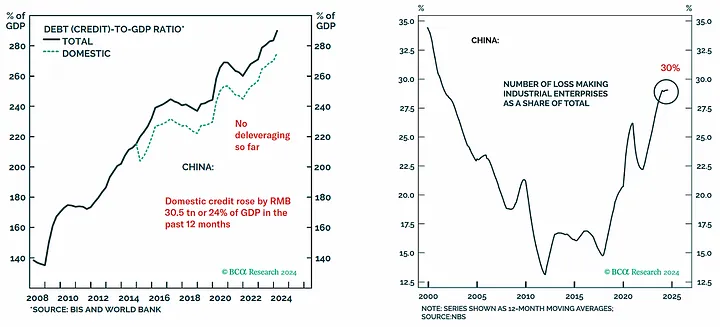 % of
GDP
DEBT (CREDIT)-TO-GDP RATIO*
TOTAL
DOMESTIC
% of
GDP
280
260
240
220
200
180
160
140
280
260
240
220
200
180
160
140
No
deleveraging
so far
CHINA:
Domestic credit rose by RMB
30.5 tn or 24% of GDP in the
past 12 months
© BCα Research 2024
2008 2010 2012 2014 2016 2018 2020 2022 2024
*SOURCE: BIS AND WORLD BANK
%
%
35.0
32.5
30.0
27.5
25.0
22.5
20.0
17.5
15.0
12.5
35.0
32.5
30.0
27.5
25.0
22.5
20.0
17.5
15.0
12.5
CHINA:
30%
NUMBER OF LOSS MAKING
INDUSTRIAL ENTERPRISES
AS A SHARE OF TOTAL
© BCα Research 2024
2000 2005 2010 2015 2020 2025
NOTE: SERIES SHOWN AS 12-MONTH MOVING AVERAGES;
SOURCE:NBS